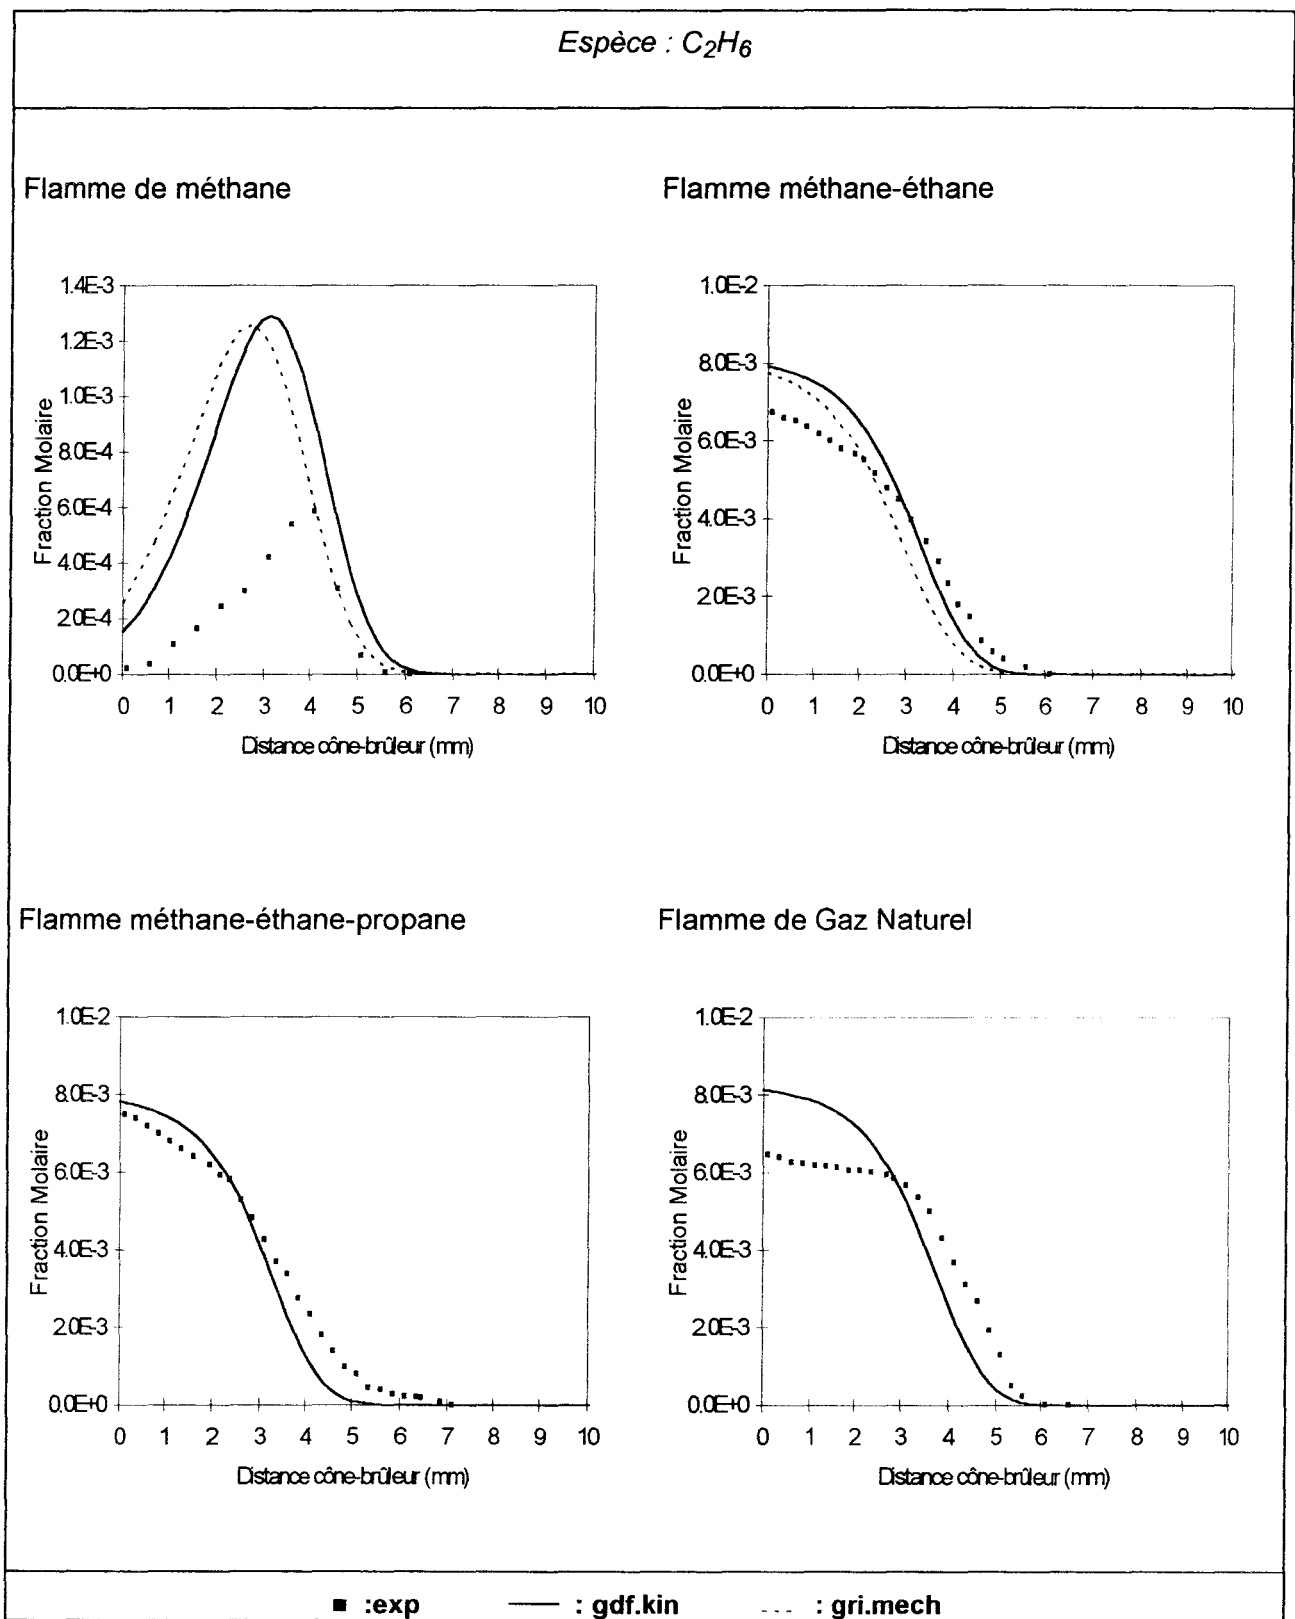 Espèce : C2H6
Flamme de méthane
Flamme méthane-éthane
1.4E-3
1.2E-3
1.0E-3
8.0E-4
6.0E-4
4.0E-4
2.0E-4
0.0E+0
Fraction Molaire
0 1 2 3 4 5 6 7 8 9 10
Distance cône-brûleur (mm)
1.0E-2
8.0E-3
6.0E-3
4.0E-3
2.0E-3
0.0E+0
Fraction Molaire
0 1 2 3 4 5 6 7 8 9 10
Distance cône-brûleur (mm)
Flamme méthane-éthane-propane
Flamme de Gaz Naturel
1.0E-2
8.0E-3
6.0E-3
4.0E-3
2.0E-3
0.0E+0
Fraction Molaire
0 1 2 3 4 5 6 7 8 9 10
Distance cône-brûleur (mm)
1.0E-2
8.0E-3
6.0E-3
4.0E-3
2.0E-3
0.0E+0
Fraction Molaire
0 1 2 3 4 5 6 7 8 9 10
Distance cône-brûleur (mm)
:exp : gdf.kin : gri.mech